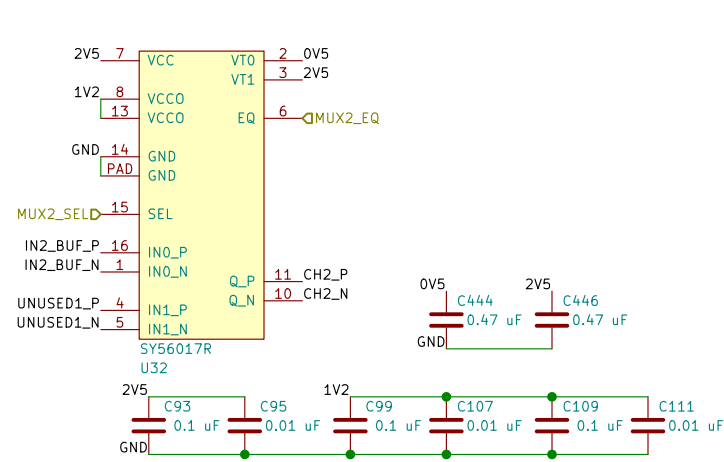 2V5 7 VCC VT0 2 0V5
VT1 3 2V5
1V2 8 VCCO
13 VCCO EQ 6 MUX2_EQ
GND 14 GND
PAD GND
MUX2_SEL 15 SEL
IN2_BUF_P 16 IN0_P
IN2_BUF_N 1 IN0_N
Q_P 11 CH2_P
Q_N 10 CH2_N
UNUSED1_P 4 IN1_P
UNUSED1_N 5 IN1_N
SY56017R
U32
0V5 2V5
C444 C446
0.47 uF 0.47 uF
GND
2V5 1V2
C93 C95 C99 C107 C109 C111
0.1 uF 0.01 uF 0.1 uF 0.01 uF 0.1 uF 0.01 uF
GND